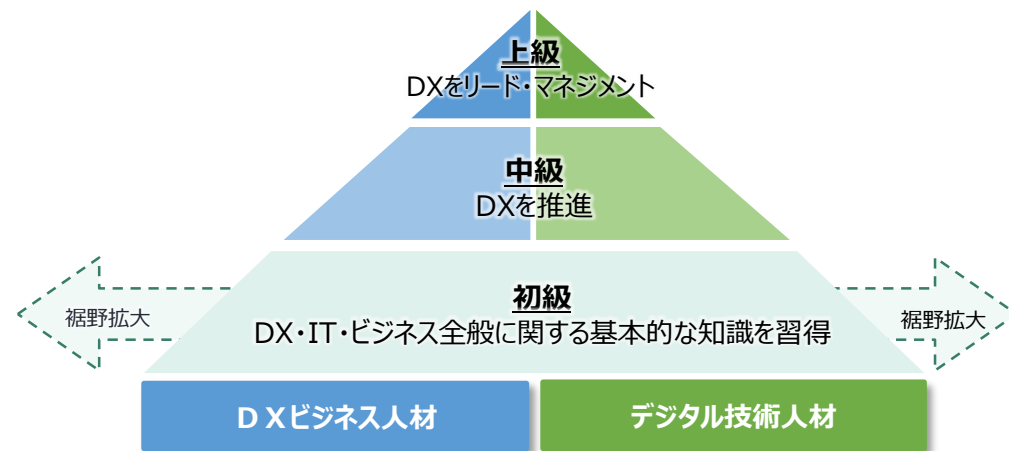 上級
DXをリード・マネジメント
中級
DXを推進
初級
DX・IT・ビジネス全般に関する基本的な知識を習得
裾野拡大
裾野拡大
DXビジネス人材
デジタル技術人材